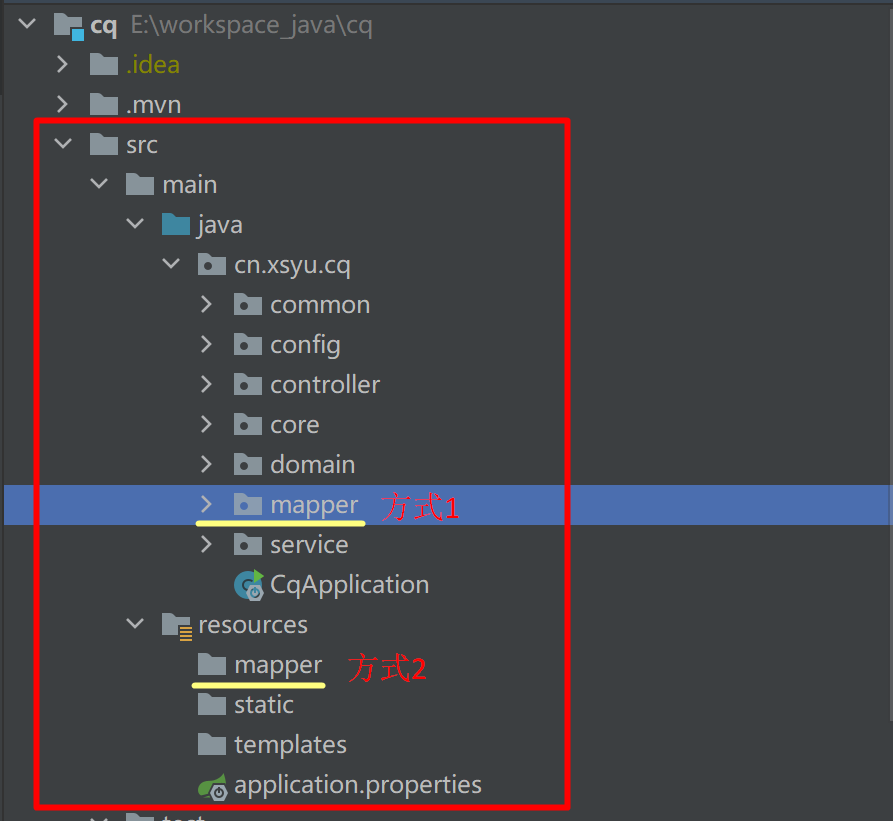 cq E:\workspace_java\cq
.idea
.mvn
src
main
java
cn.xsyu.cq
common
config
controller
core
domain
mapper 方式1
service
CqApplication
resources
mapper 方式2
static
templates
application.properties
test